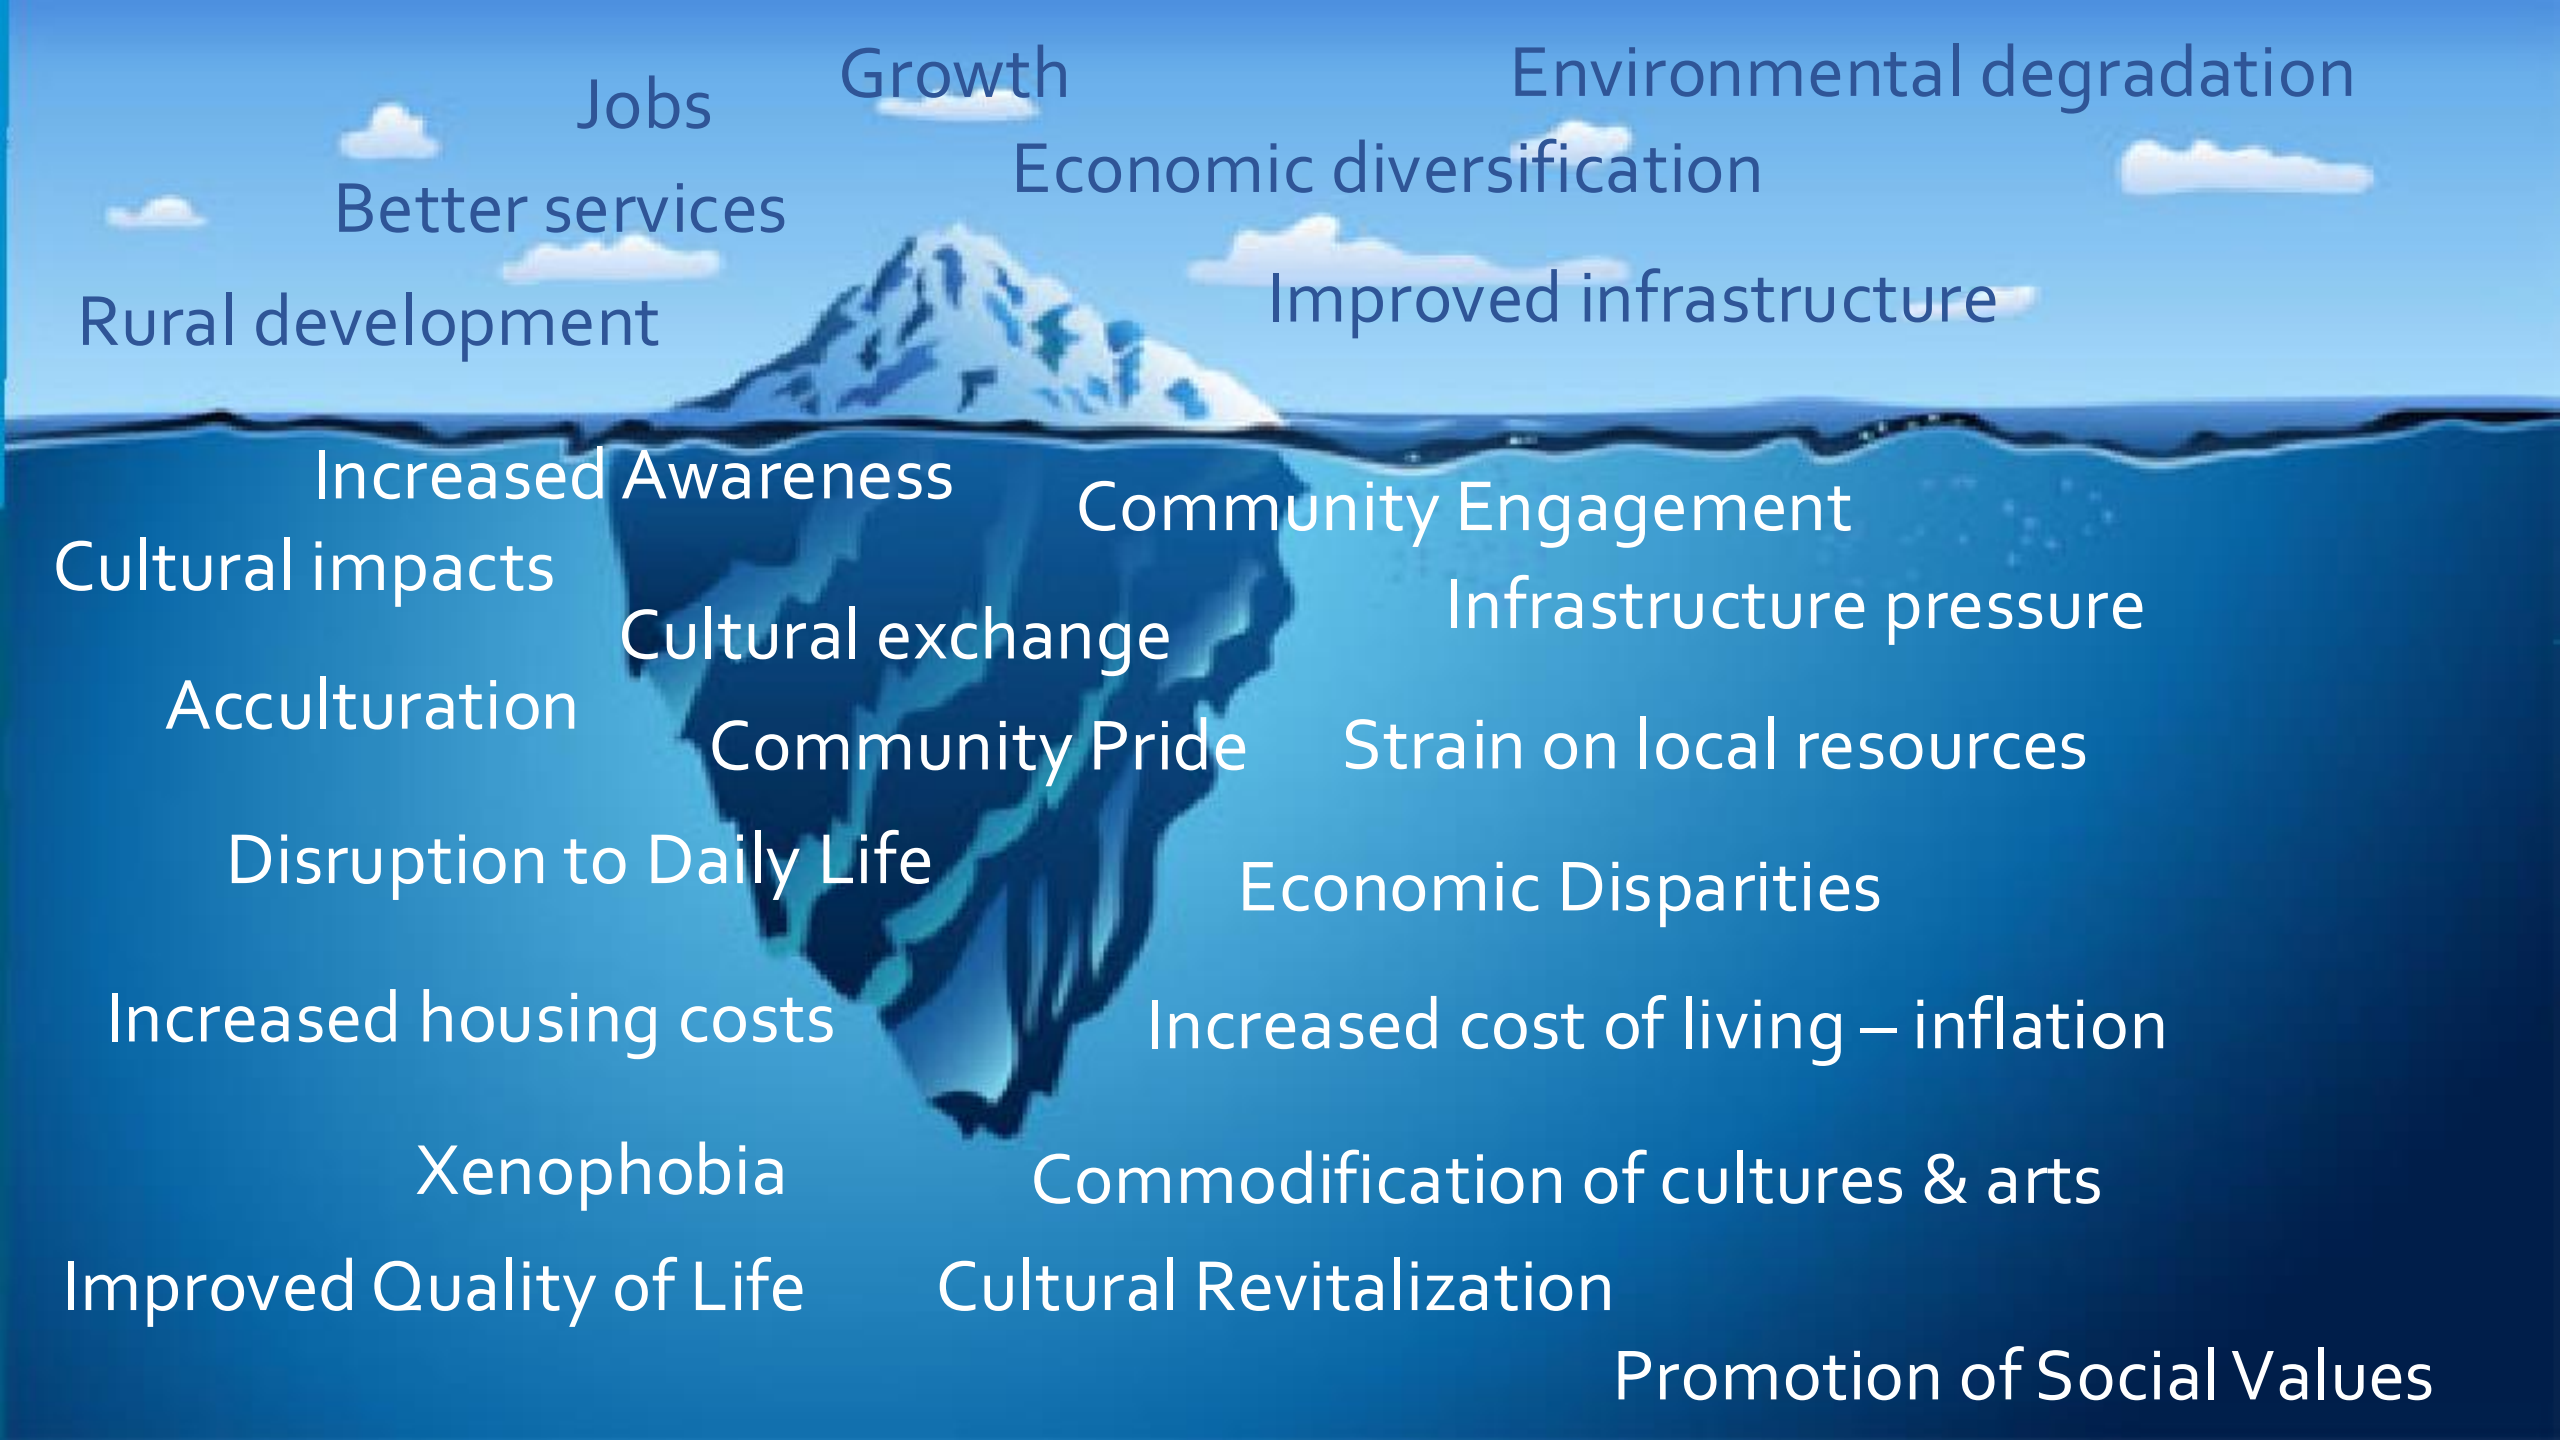 Growth
Environmental degradation
Jobs
Economic diversification
Better services
Improved infrastructure
Rural development
Increased Awareness
Community Engagement
Cultural impacts
Infrastructure pressure
Cultural exchange
Acculturation
Community Pride
Strain on local resources
Disruption to Daily Life
Economic Disparities
Increased housing costs
Increased cost of living – inflation
Xenophobia
Commodification of cultures & arts
Improved Quality of Life
Cultural Revitalization
Promotion of Social Values